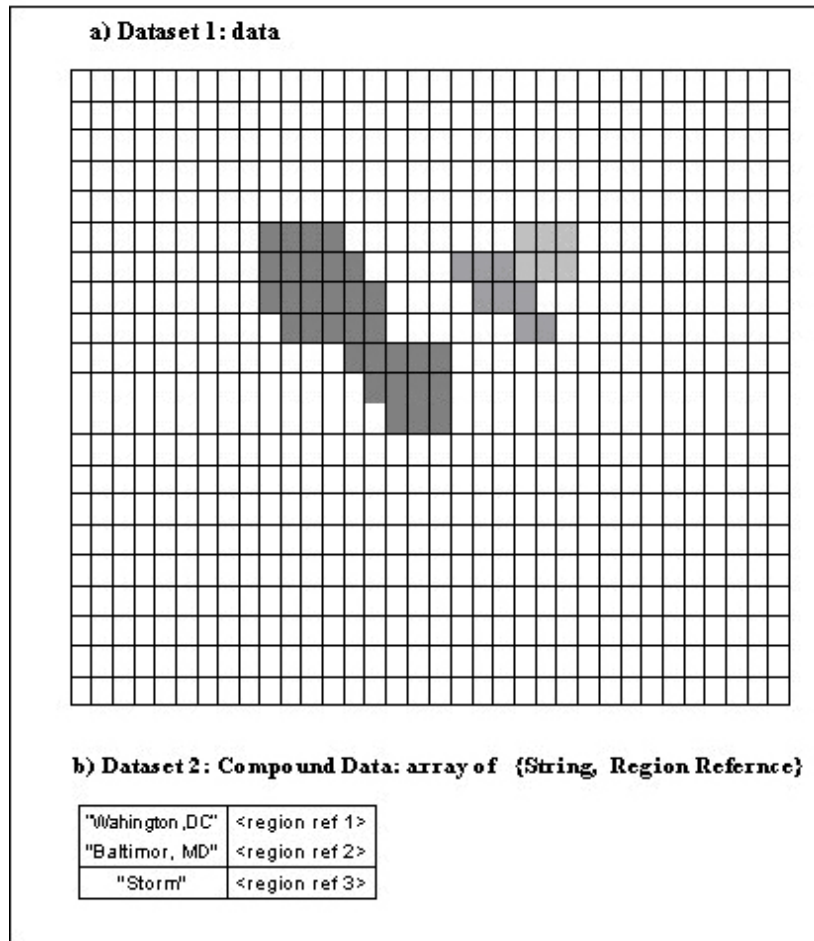 a) Dataset 1: data
b) Dataset 2: Compound Data: array of {String, Region Refernce}
"Wahington,DC" <region ref 1>
"Baltimor, MD" <region ref 2>
"Storm" <region ref 3>